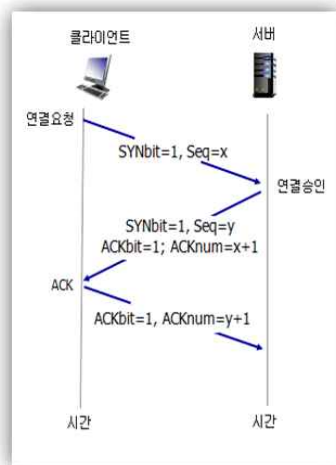 클라이언트 서버
연결요청
SYNbit=1, Seq=x
연결승인
SYNbit=1, Seq=y
ACKbit=1; ACKnum=x+1
ACK
ACKbit=1, ACKnum=y+1
시간 시간